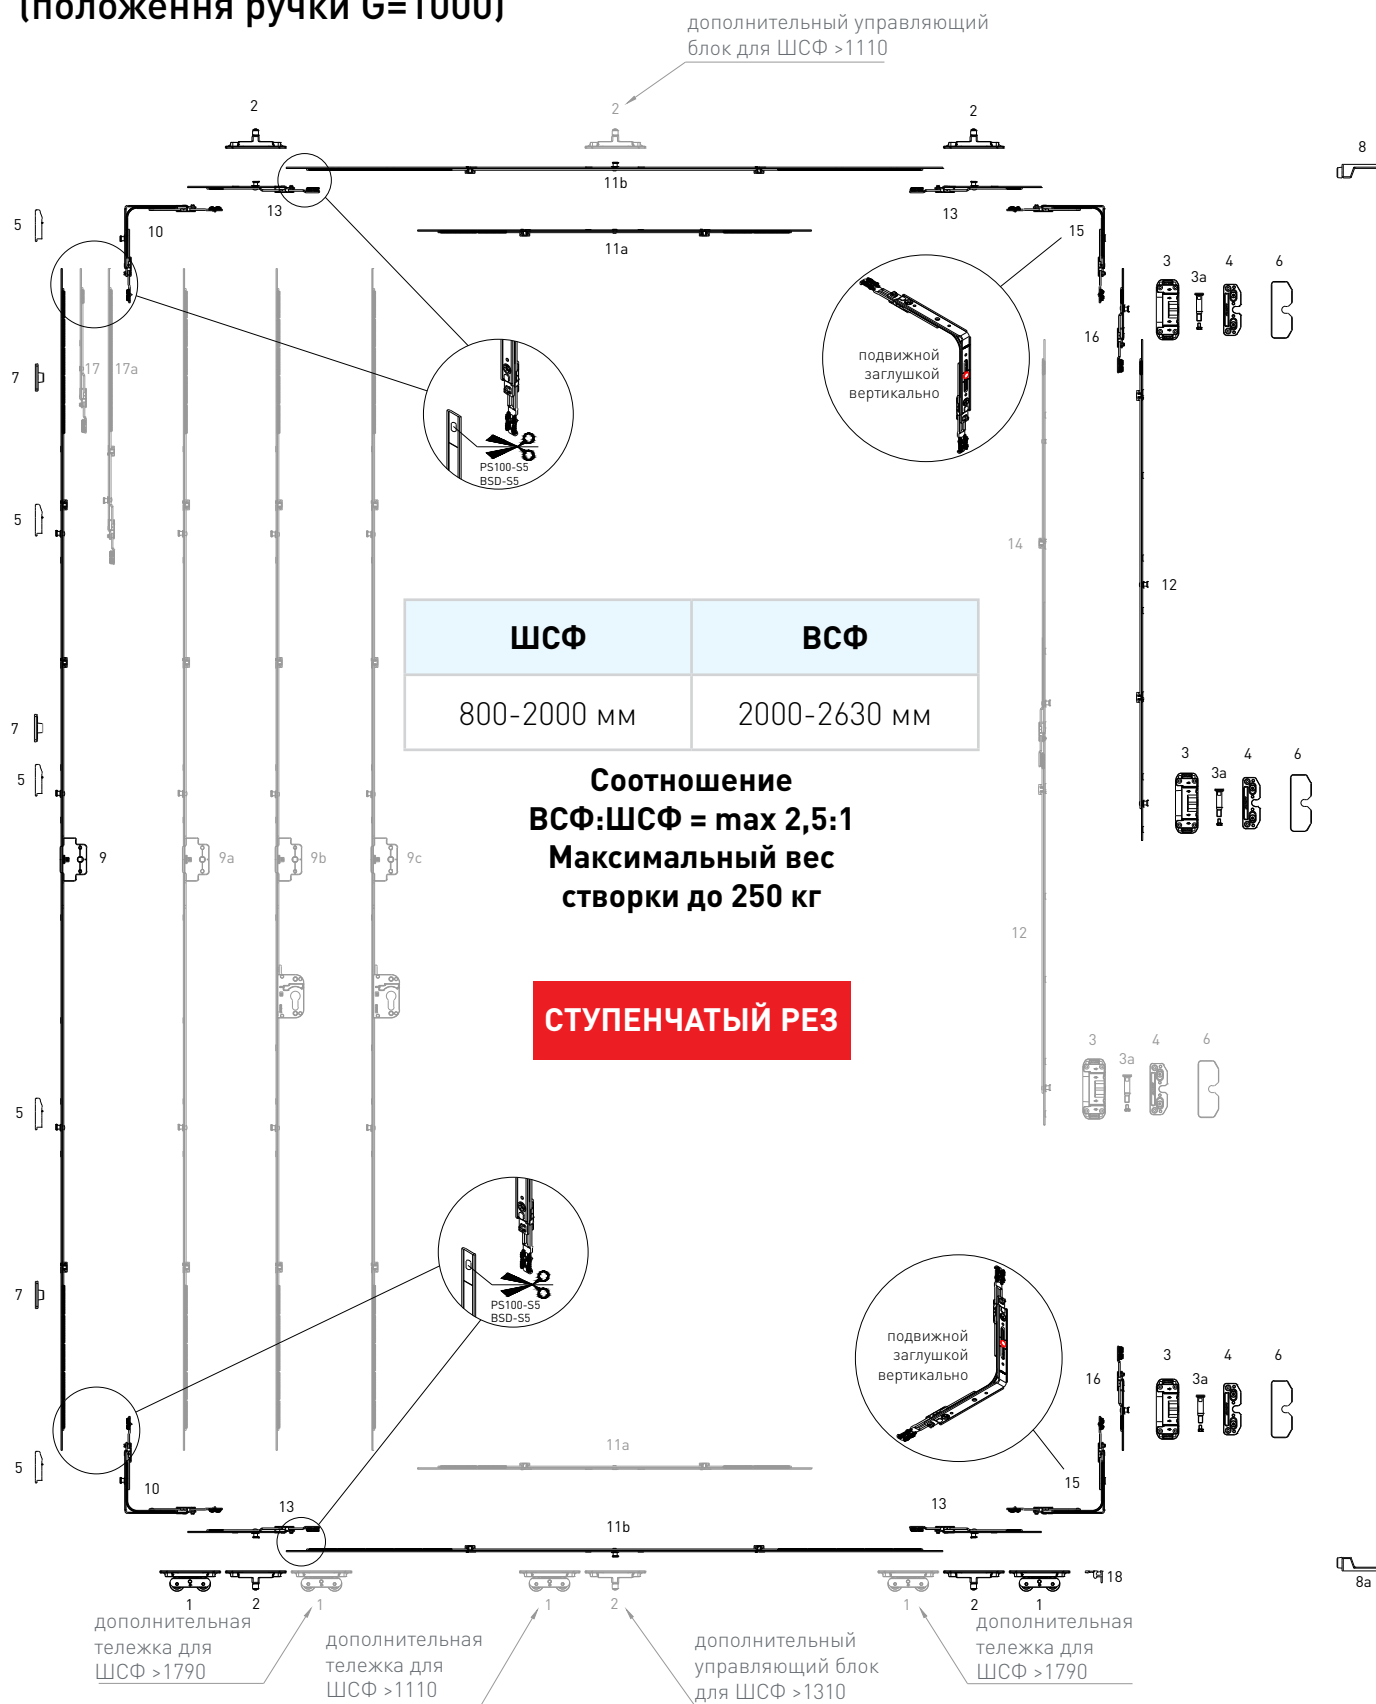 (положення ручки G=1000)
дополнительный управляющий
блок для ШСФ >1110
2
2
2
8
11b
13
13
5
10
15
11a
3
3a
4
6
16
подвижной
заглушкой
вертикально
17
17a
7
PS100-S5
BSD-S5
5
14
12
ШСФ
ВСФ
800-2000 мм
2000-2630 мм
7
5
3
3a
4
6
Соотношение
ВСФ:ШСФ = max 2,5:1
Максимальный вес
створки до 250 кг
9
9a
9b
9c
12
СТУПЕНЧАТЫЙ РЕЗ
3
3a
4
6
5
7
PS100-S5
BSD-S5
подвижной
заглушкой
вертикально
16
3
3a
4
6
11a
5
10
15
13
13
11b
18
8a
1
2
1
1
2
1
2
1
дополнительная
тележка для
ШСФ >1790
дополнительная
тележка для
ШСФ >1110
дополнительный
управляющий блок
для ШСФ >1310
дополнительная
тележка для
ШСФ >1790